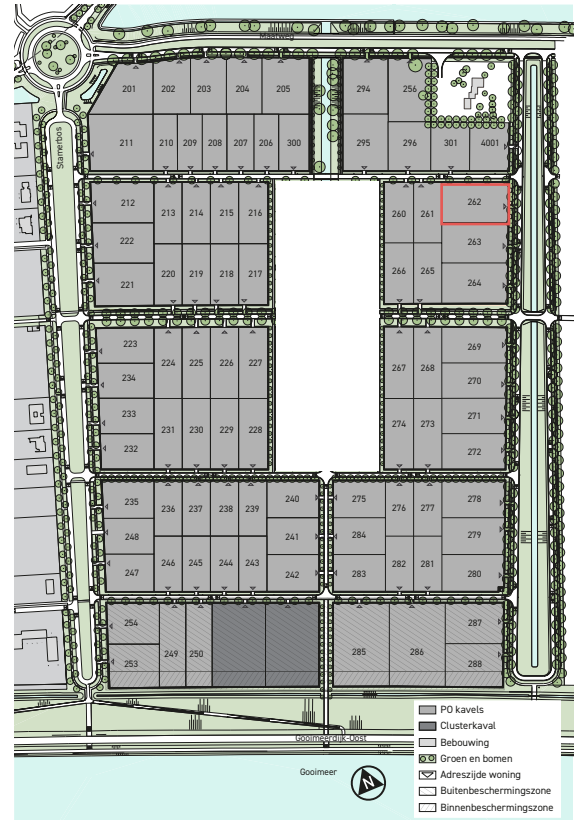 Maatweg
Stamerbos
201 202 203 204 205 294 256
211 210 209 208 207 206 300 295 296 301 4001
212 213 214 215 216 260 261 262
222 263
221 220 219 218 217 266 265 264
223 224 225 226 227 267 268 269
234 270
233 231 230 229 228 274 273 271
232 272
235 236 237 238 239 240 275 276 277 278
248 241 284 279
247 246 245 244 243 242 283 282 281 280
254 249 250 285 286 287
253 288
Gooimeerdijk-Oost
Gooimeer
N
PO kavels
Clusterkaval
Bebouwing
Groen en bomen
Adreszijde woning
Buitenbeschermingszone
Binnenbeschermingszone